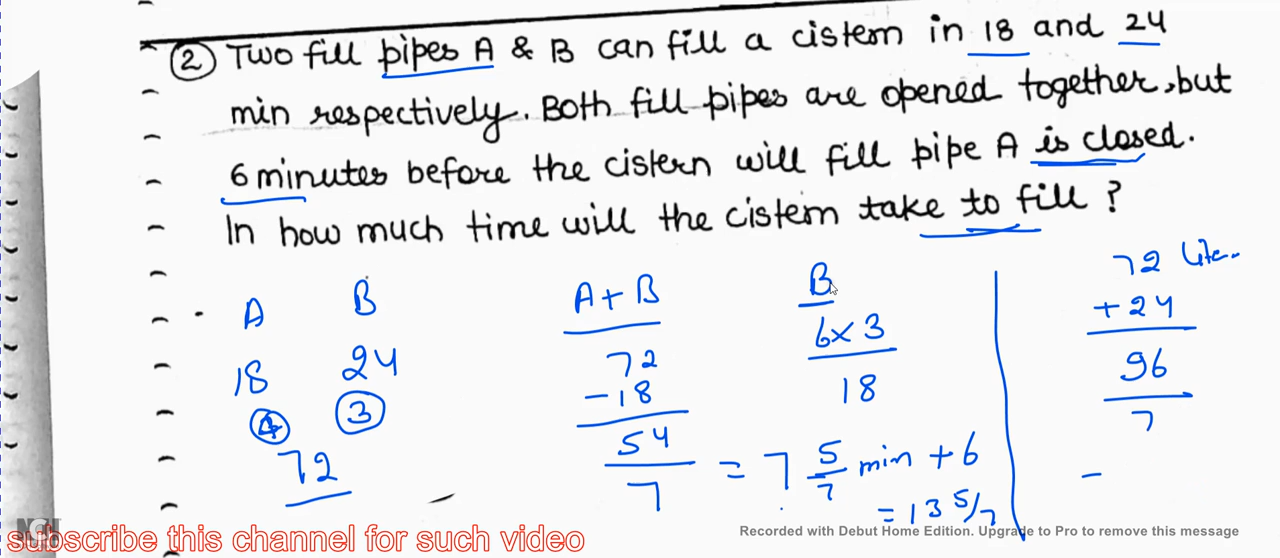 ② Two fill pipes A & B can fill a cistern in 18 and 24
min respectively. Both fill pipes are opened together, but
6 minutes before the cistern will fill pipe A is closed.
In how much time will the cistern take to fill ?
A B
18 24
4 3
72
A + B
72
- 18
54
7
= 7 5/7 min + 6
= 13 5/7
B
6 x 3
18
72 lite..
+ 24
96
7
=
subscribe this channel for such video
Recorded with Debut Home Edition. Upgrade to Pro to remove this message